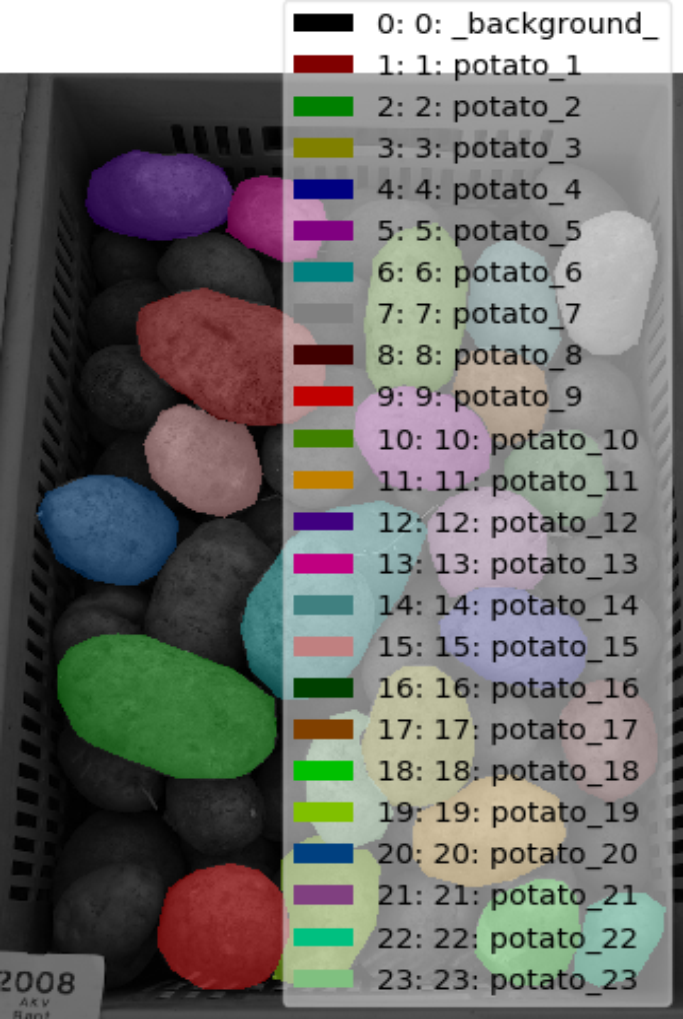 0: 0: _background_
1: 1: potato_1
2: 2: potato_2
3: 3: potato_3
4: 4: potato_4
5: 5: potato_5
6: 6: potato_6
7: 7: potato_7
8: 8: potato_8
9: 9: potato_9
10: 10: potato_10
11: 11: potato_11
12: 12: potato_12
13: 13: potato_13
14: 14: potato_14
15: 15: potato_15
16: 16: potato_16
17: 17: potato_17
18: 18: potato_18
19: 19: potato_19
20: 20: potato_20
21: 21: potato_21
22: 22: potato_22
23: 23: potato_23
2008
AKV